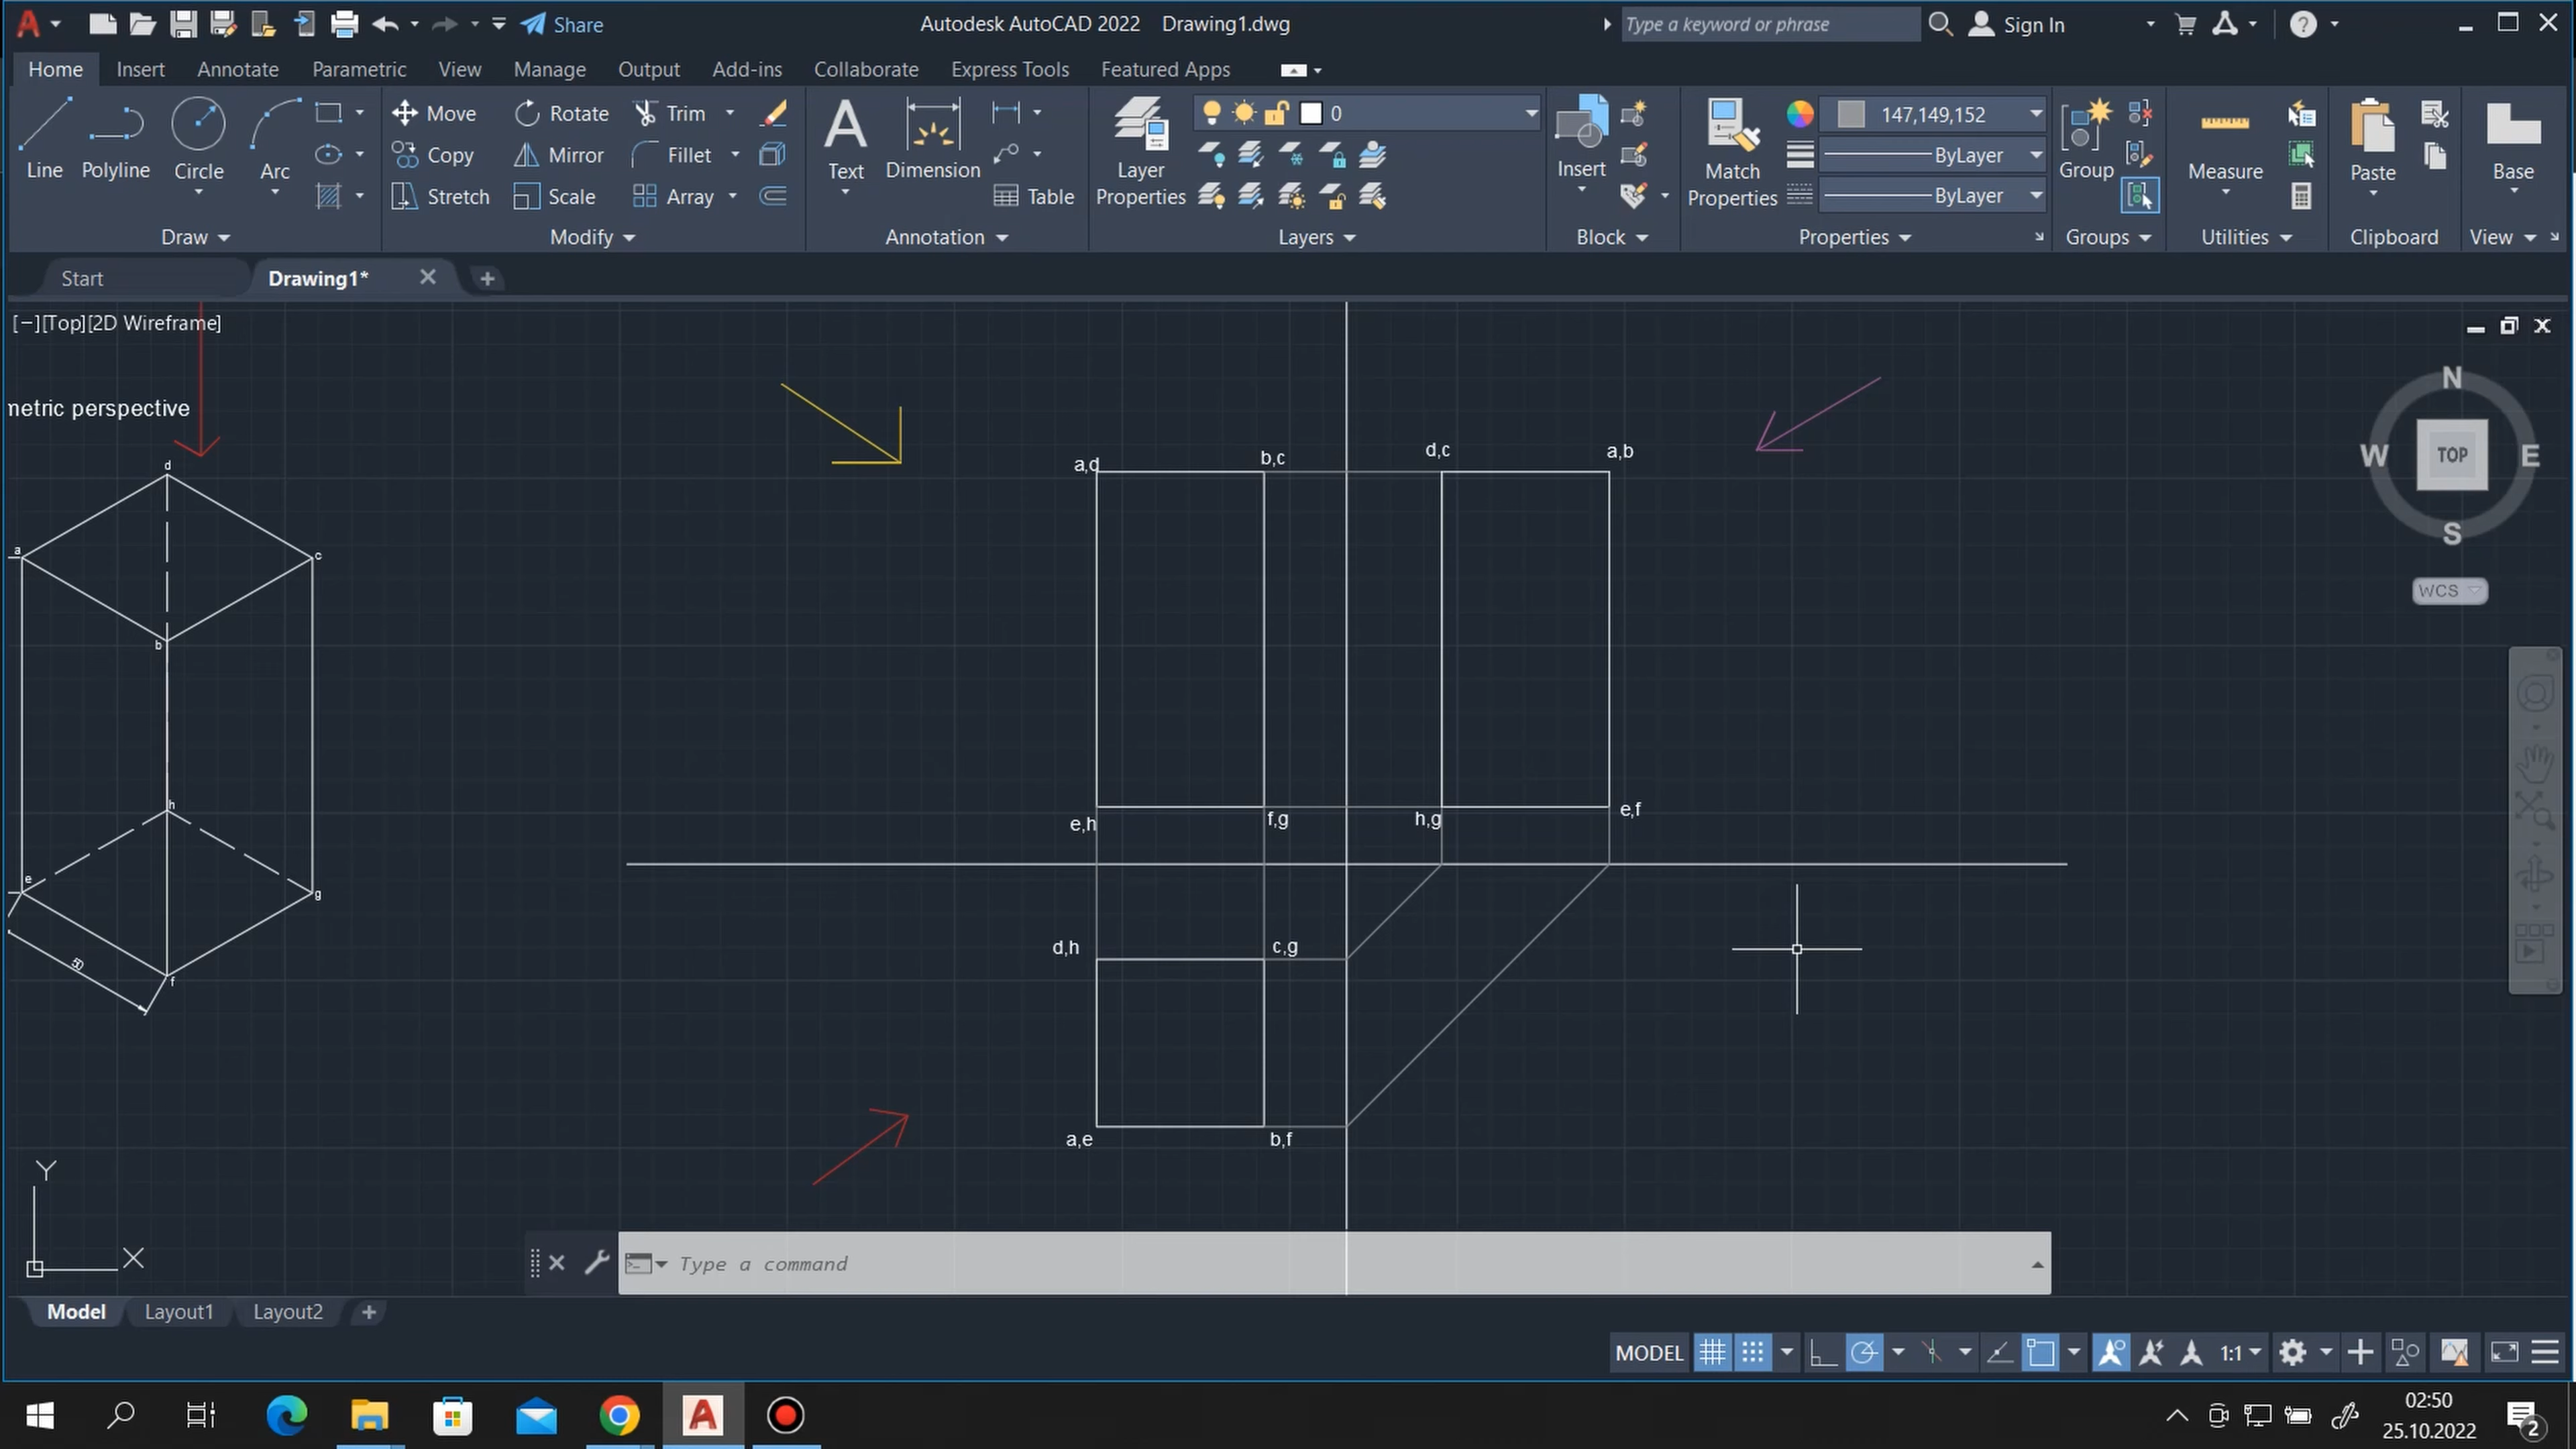 Share
Autodesk AutoCAD 2022 Drawing1.dwg
Type a keyword or phrase
Sign In
Home Insert Annotate Parametric View Manage Output Add-ins Collaborate Express Tools Featured Apps
Line Polyline Circle Arc
Move Rotate Trim
Copy Mirror Fillet
Stretch Scale Array
Text Dimension Table
Layer Properties
0
Insert
Match Properties
147,149,152
ByLayer
ByLayer
Group
Measure
Paste
Base
Draw Modify Annotation Layers Block Properties Groups Utilities Clipboard View
Start Drawing1*
[−][Top][2D Wireframe]
metric perspective
N
W TOP E
S
WCS
d
a c
b
h
e g
f
50
a,d b,c d,c a,b
e,h f,g h,g e,f
d,h c,g
a,e b,f
Y
X
Type a command
Model Layout1 Layout2
MODEL 1:1
02:50
25.10.2022
2